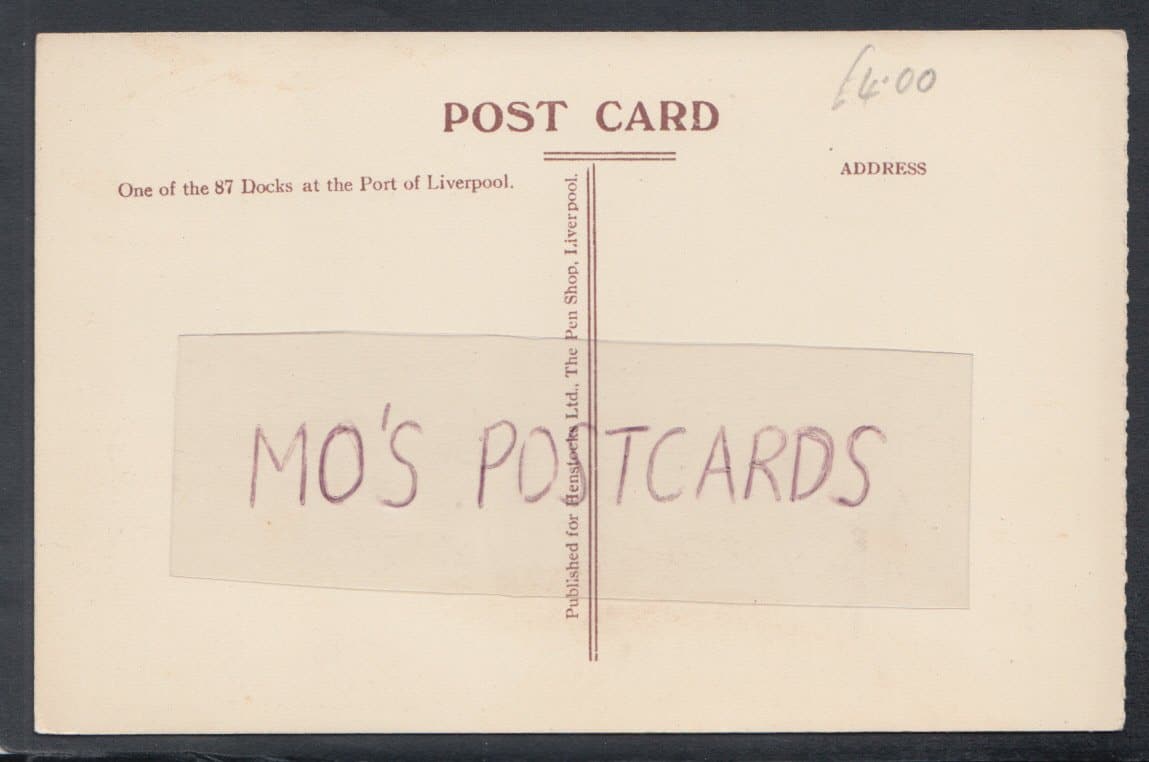 £4.00
POST CARD
One of the 87 Docks at the Port of Liverpool.
ADDRESS
Published for Henstocks Ltd., The Pen Shop, Liverpool.
MO'S POSTCARDS